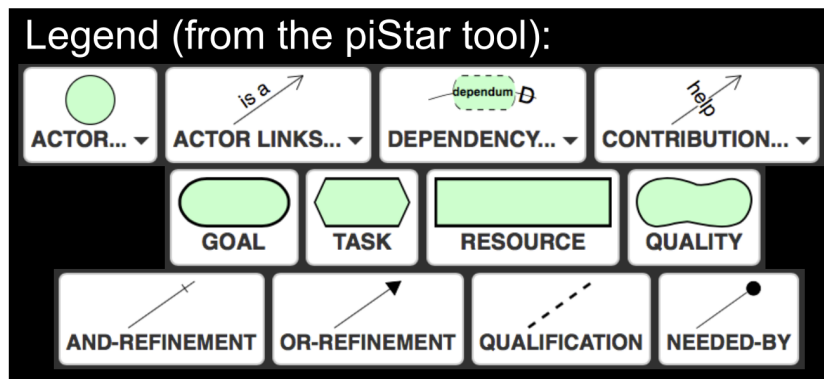 Legend (from the piStar tool):
is a
dependum D
help
ACTOR... ACTOR LINKS... DEPENDENCY... CONTRIBUTION...
GOAL TASK RESOURCE QUALITY
AND-REFINEMENT OR-REFINEMENT QUALIFICATION NEEDED-BY